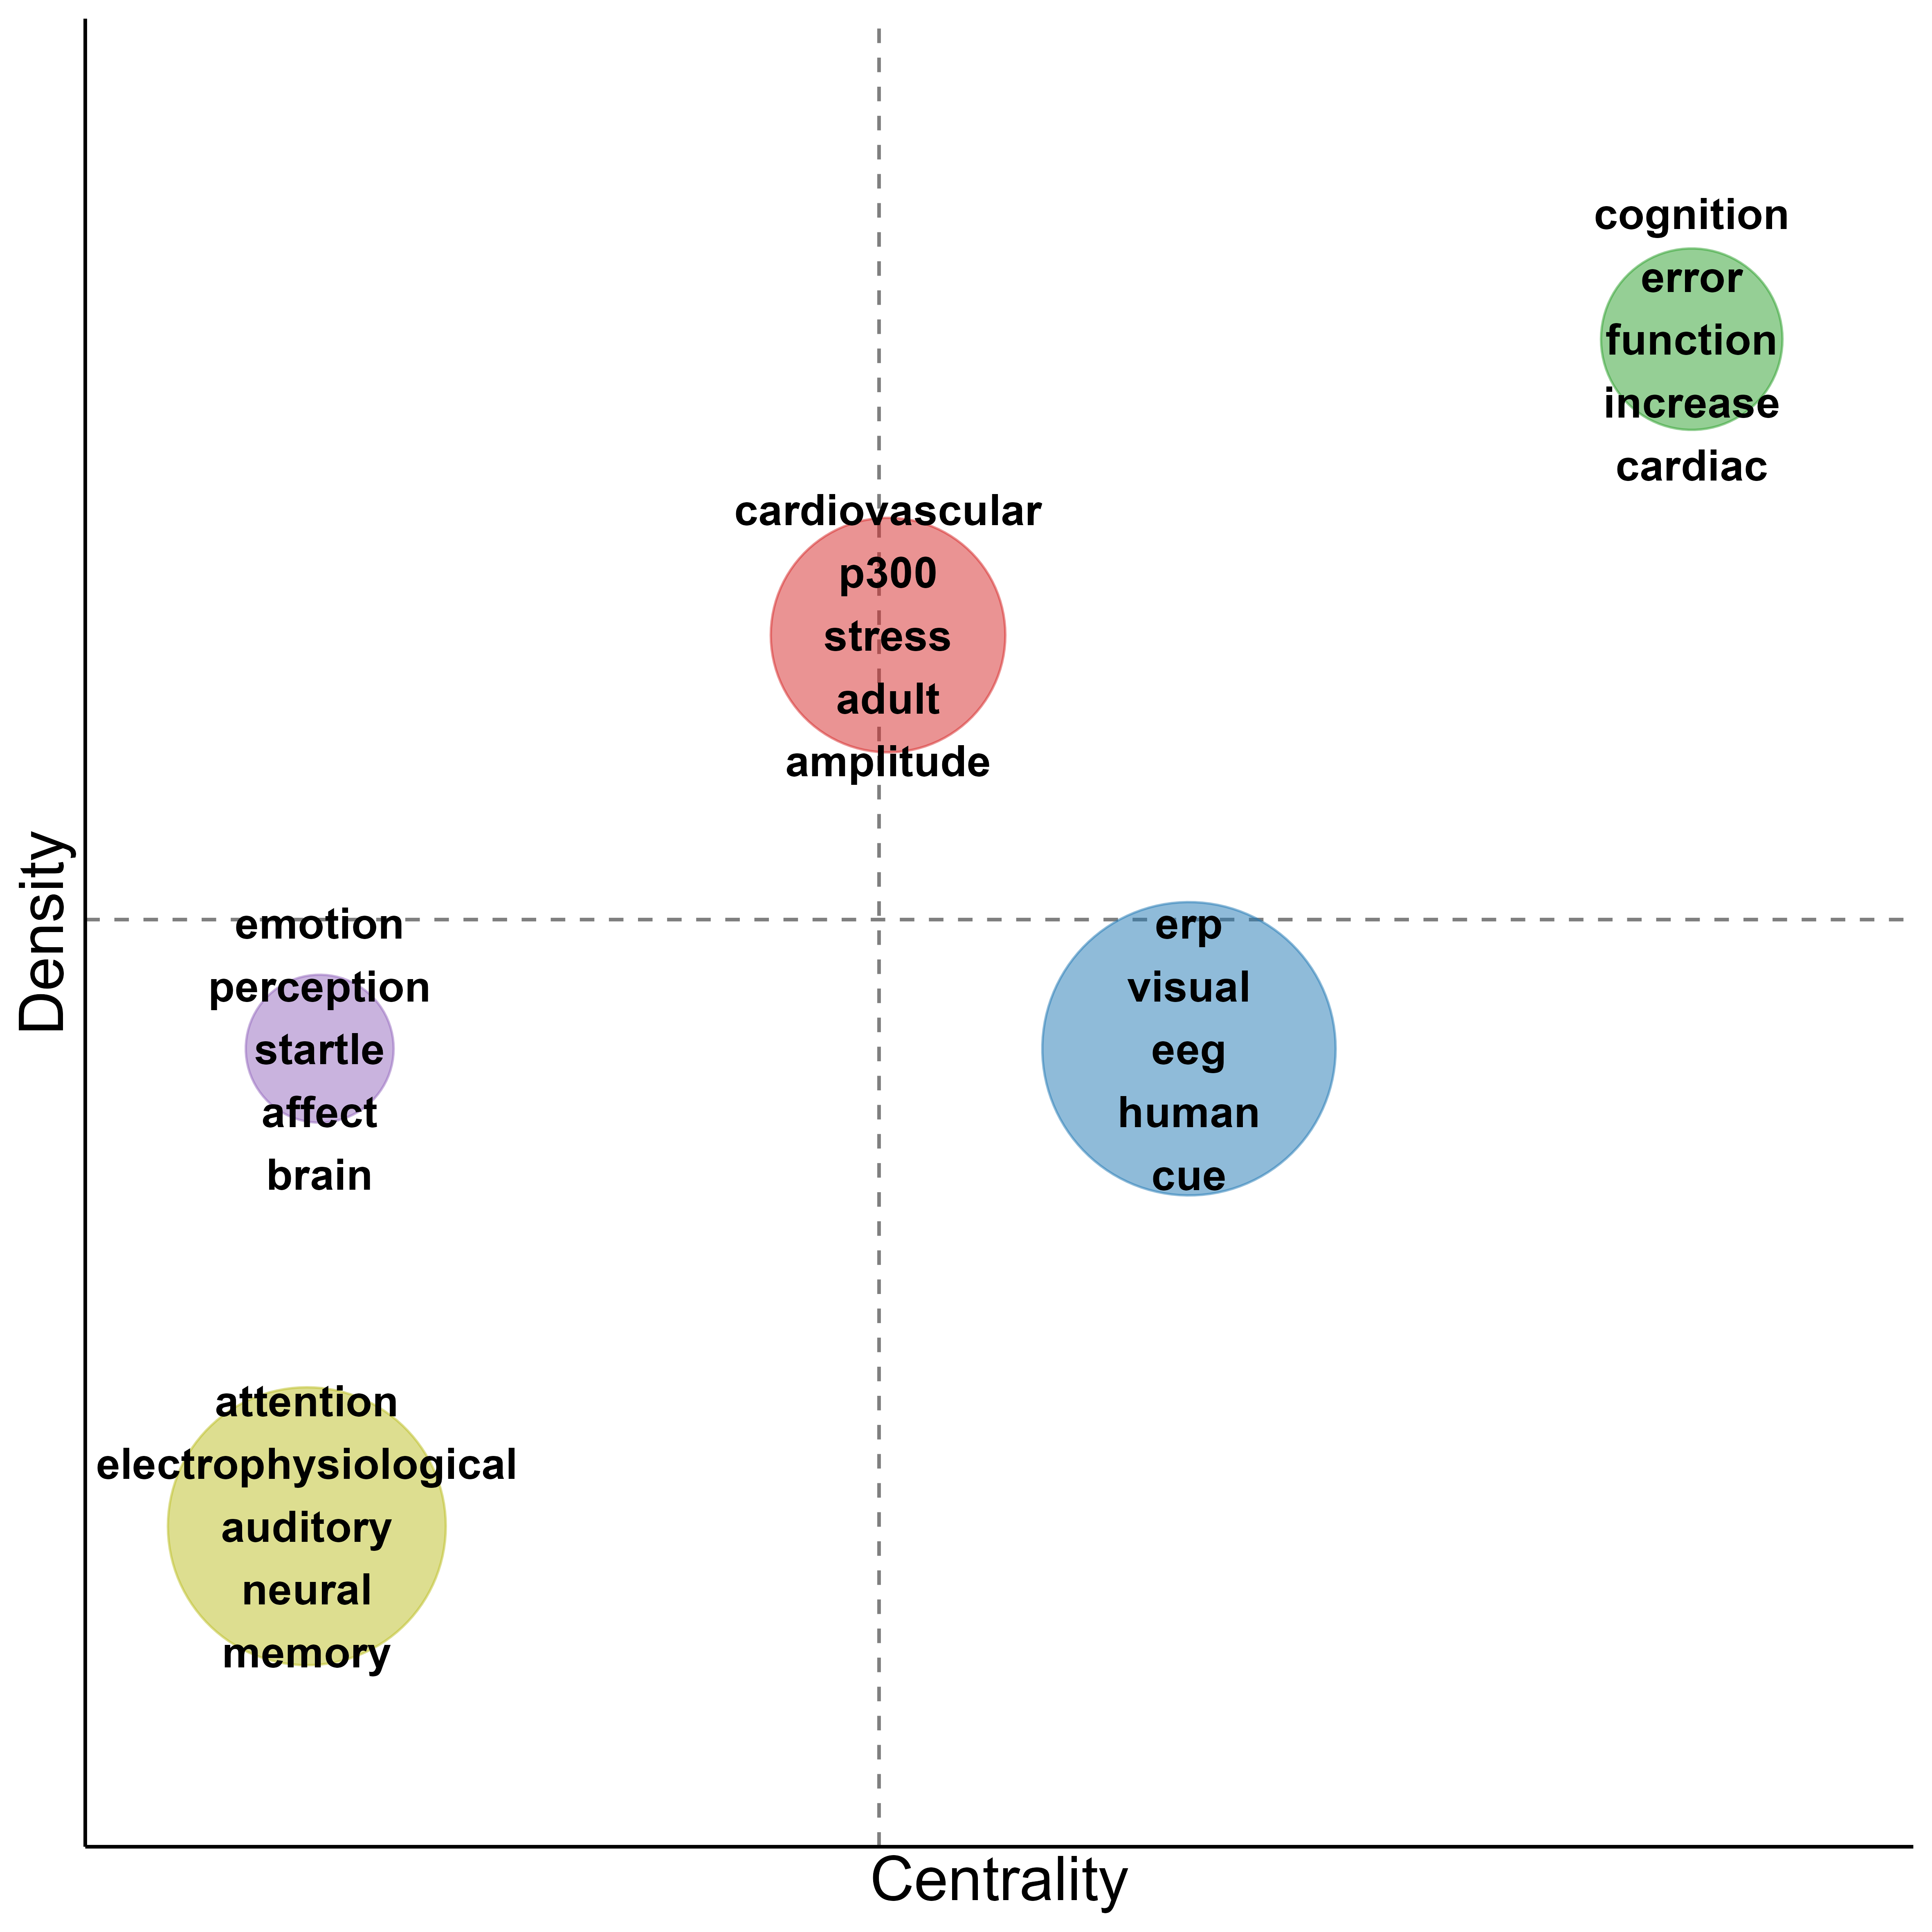 cognition
error
function
increase
cardiac
cardiovascular
p300
stress
adult
amplitude
emotion
perception
startle
affect
brain
erp
visual
eeg
human
cue
attention
electrophysiological
auditory
neural
memory
Density
Centrality